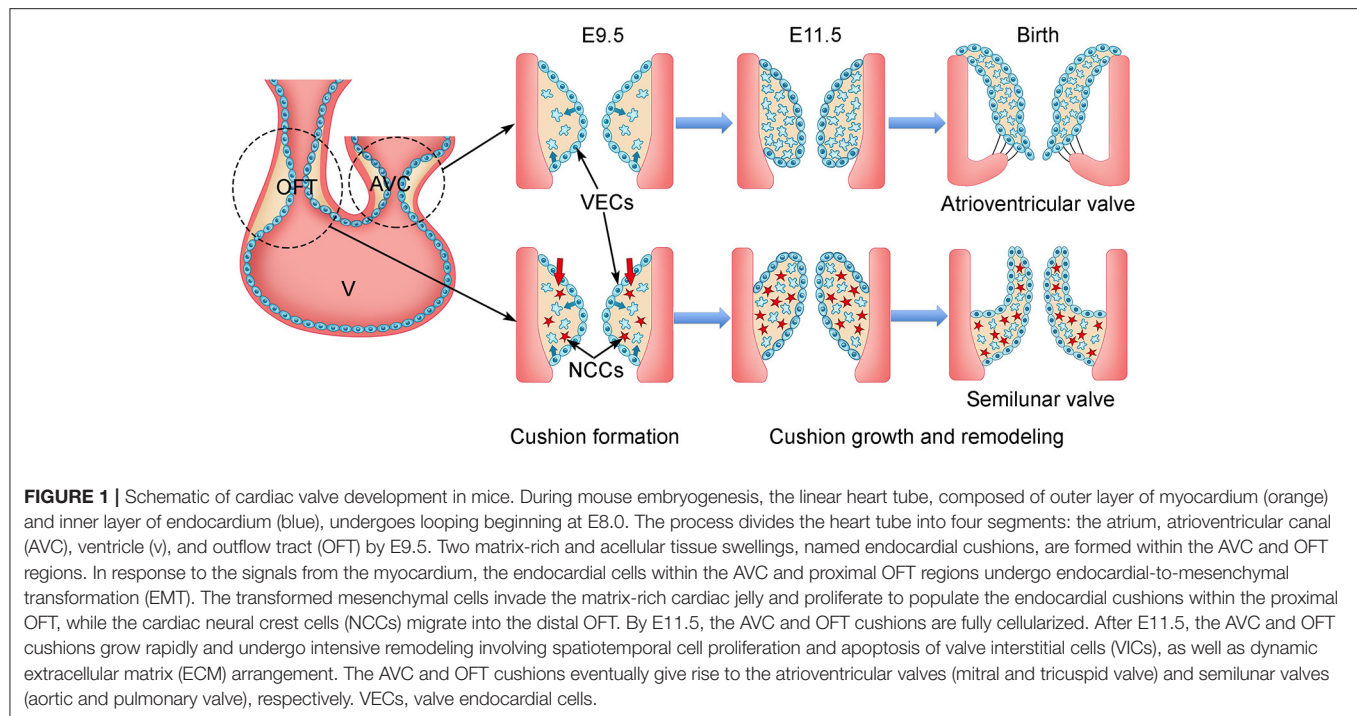 E9.5
E11.5
Birth
OFT
AVC
V
VECs
Atrioventricular valve
NCCs
Semilunar valve
Cushion formation
Cushion growth and remodeling
FIGURE 1 | Schematic of cardiac valve development in mice. During mouse embryogenesis, the linear heart tube, composed of outer layer of myocardium (orange)
and inner layer of endocardium (blue), undergoes looping beginning at E8.0. The process divides the heart tube into four segments: the atrium, atrioventricular canal
(AVC), ventricle (v), and outflow tract (OFT) by E9.5. Two matrix-rich and acellular tissue swellings, named endocardial cushions, are formed within the AVC and OFT
regions. In response to the signals from the myocardium, the endocardial cells within the AVC and proximal OFT regions undergo endocardial-to-mesenchymal
transformation (EMT). The transformed mesenchymal cells invade the matrix-rich cardiac jelly and proliferate to populate the endocardial cushions within the proximal
OFT, while the cardiac neural crest cells (NCCs) migrate into the distal OFT. By E11.5, the AVC and OFT cushions are fully cellularized. After E11.5, the AVC and OFT
cushions grow rapidly and undergo intensive remodeling involving spatiotemporal cell proliferation and apoptosis of valve interstitial cells (VICs), as well as dynamic
extracellular matrix (ECM) arrangement. The AVC and OFT cushions eventually give rise to the atrioventricular valves (mitral and tricuspid valve) and semilunar valves
(aortic and pulmonary valve), respectively. VECs, valve endocardial cells.